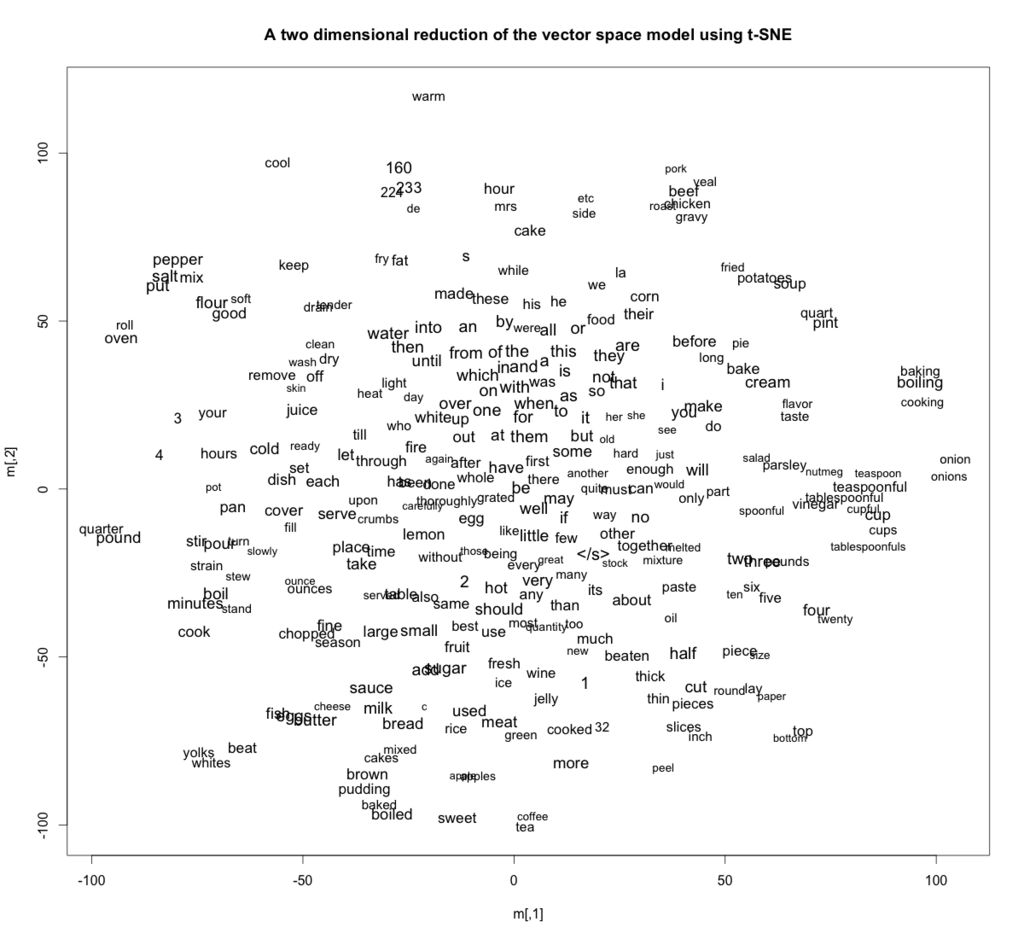 A two dimensional reduction of the vector space model using t-SNE
warm
cool 160 pork
224 233 hour veal
de mrs etc beef
side roast chicken
gravy
cake
pepper keep fry fat s while la fried
salt mix we potatoes soup
put
flour soft drain tender made these his he corn quart
good their pint
roll water into an by were all or food
oven then until from of the this they are before pie
clean long
wash dry which in and a is bake
remove off on with was not that i cream baking
skin light boiling
heat day over when as so cooking
3 your juice white up one for to it her she you make flavor
taste
till who see do
out at them but old
4 hours cold ready let through fire again after have first some hard just salad onion
set enough will parsley nutmeg teaspoon onions
dish each has been done whole there another can would
pot be quite must only part teaspoonful
pan upon carefully thoroughly grated may tablespoonful
cover serve crumbs well way spoonful vinegar cupful
egg if no cup
quarter fill lemon like little few other cups
pound stir pour turn place time together melted tablespoonfuls
slowly without those being </s>
strain take every great stock mixture two three pounds
stew ounce 2 hot very many paste six
boil ounces served table also any its ten five
minutes stand same should than about four
oil twenty
cook chopped fine large small best use most quantity too
season much
fruit new beaten half piece size
add sugar fresh wine thick
sauce ice 1 cut round lay paper
fish eggs butter cheese milk c used jelly thin pieces
bread rice meat green cooked 32 slices inch top
bottom
yolks beat mixed
whites cakes more peel
brown apple apples
pudding
baked
boiled sweet coffee
tea
100
50
0
-50
-100
m[,2]
-100 -50 0 50 100
m[,1]